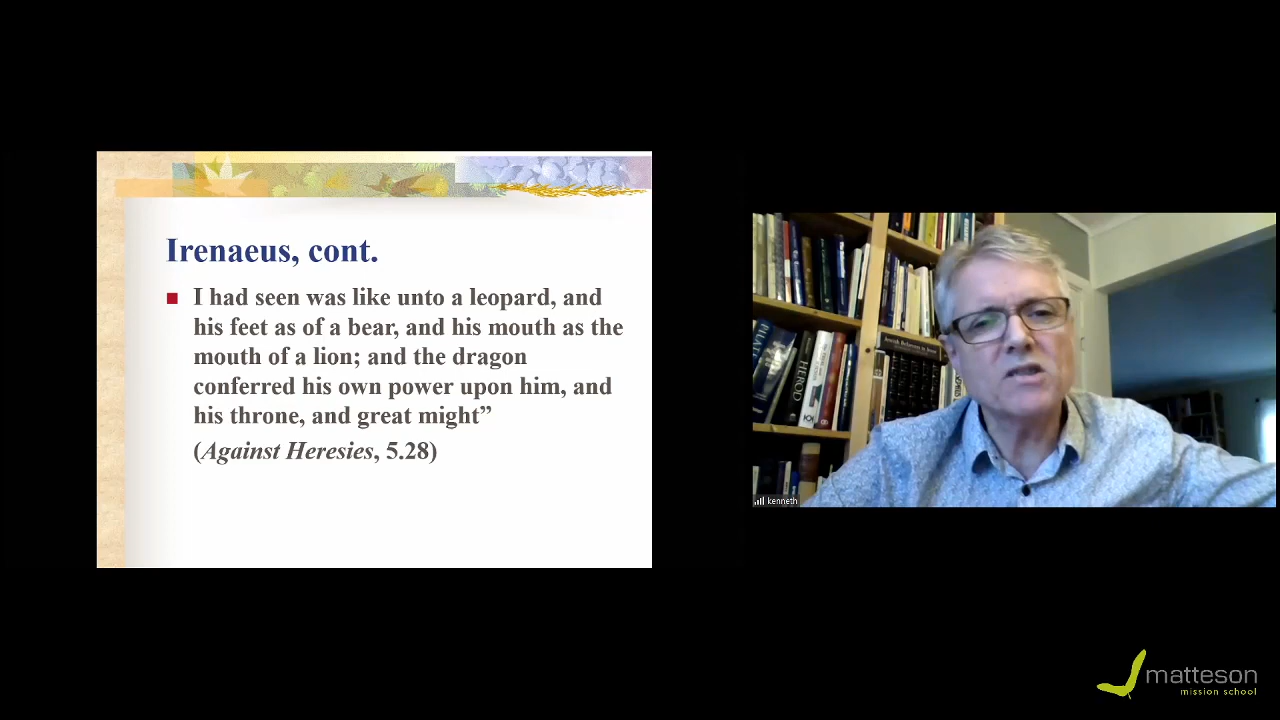 Irenaeus, cont.
I had seen was like unto a leopard, and
his feet as of a bear, and his mouth as the
mouth of a lion; and the dragon
conferred his own power upon him, and
his throne, and great might”
(Against Heresies, 5.28)
HEROD
kenneth
matteson
mission school